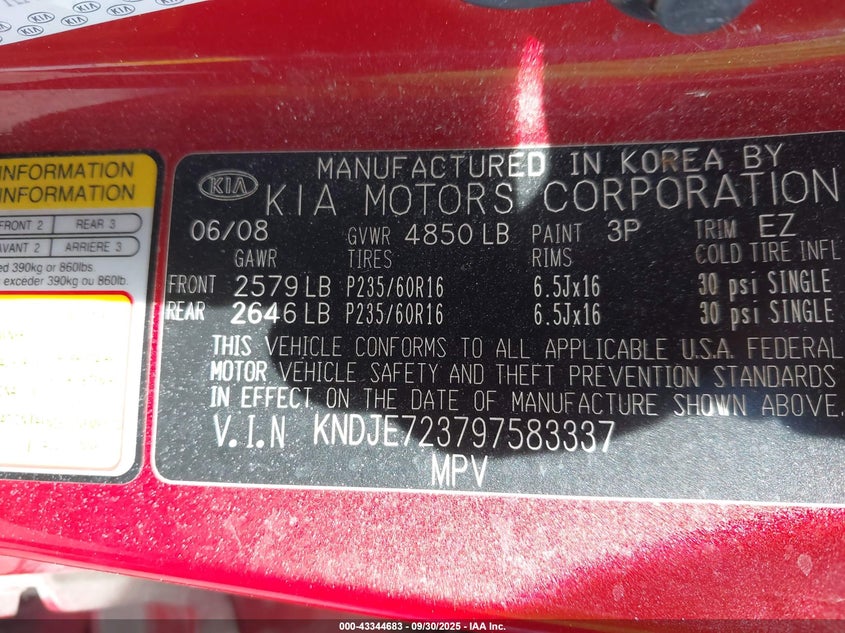 KIA KIA KIA
INFORMATION
INFORMATION
FRONT 2 REAR 3
AVANT 2 ARRIERE 3
ed 390kg or 860lbs.
exceder 390kg ou 860lb.
KIA
MANUFACTURED IN KOREA BY
KIA MOTORS CORPORATION
06/08 GVWR 4850 LB PAINT 3P TRIM EZ
GAWR TIRES RIMS COLD TIRE INFL
FRONT 2579 LB P235/60R16 6.5Jx16 30 psi SINGLE
REAR 2646 LB P235/60R16 6.5Jx16 30 psi SINGLE
THIS VEHICLE CONFORMS TO ALL APPLICABLE U.S.A. FEDERAL
MOTOR VEHICLE SAFETY AND THEFT PREVENTION STANDARDS
IN EFFECT ON THE DATE OF MANUFACTURE SHOWN ABOVE.
V.I.N KNDJE723797583337
MPV
000-43344683 - 09/30/2025 - IAA Inc.